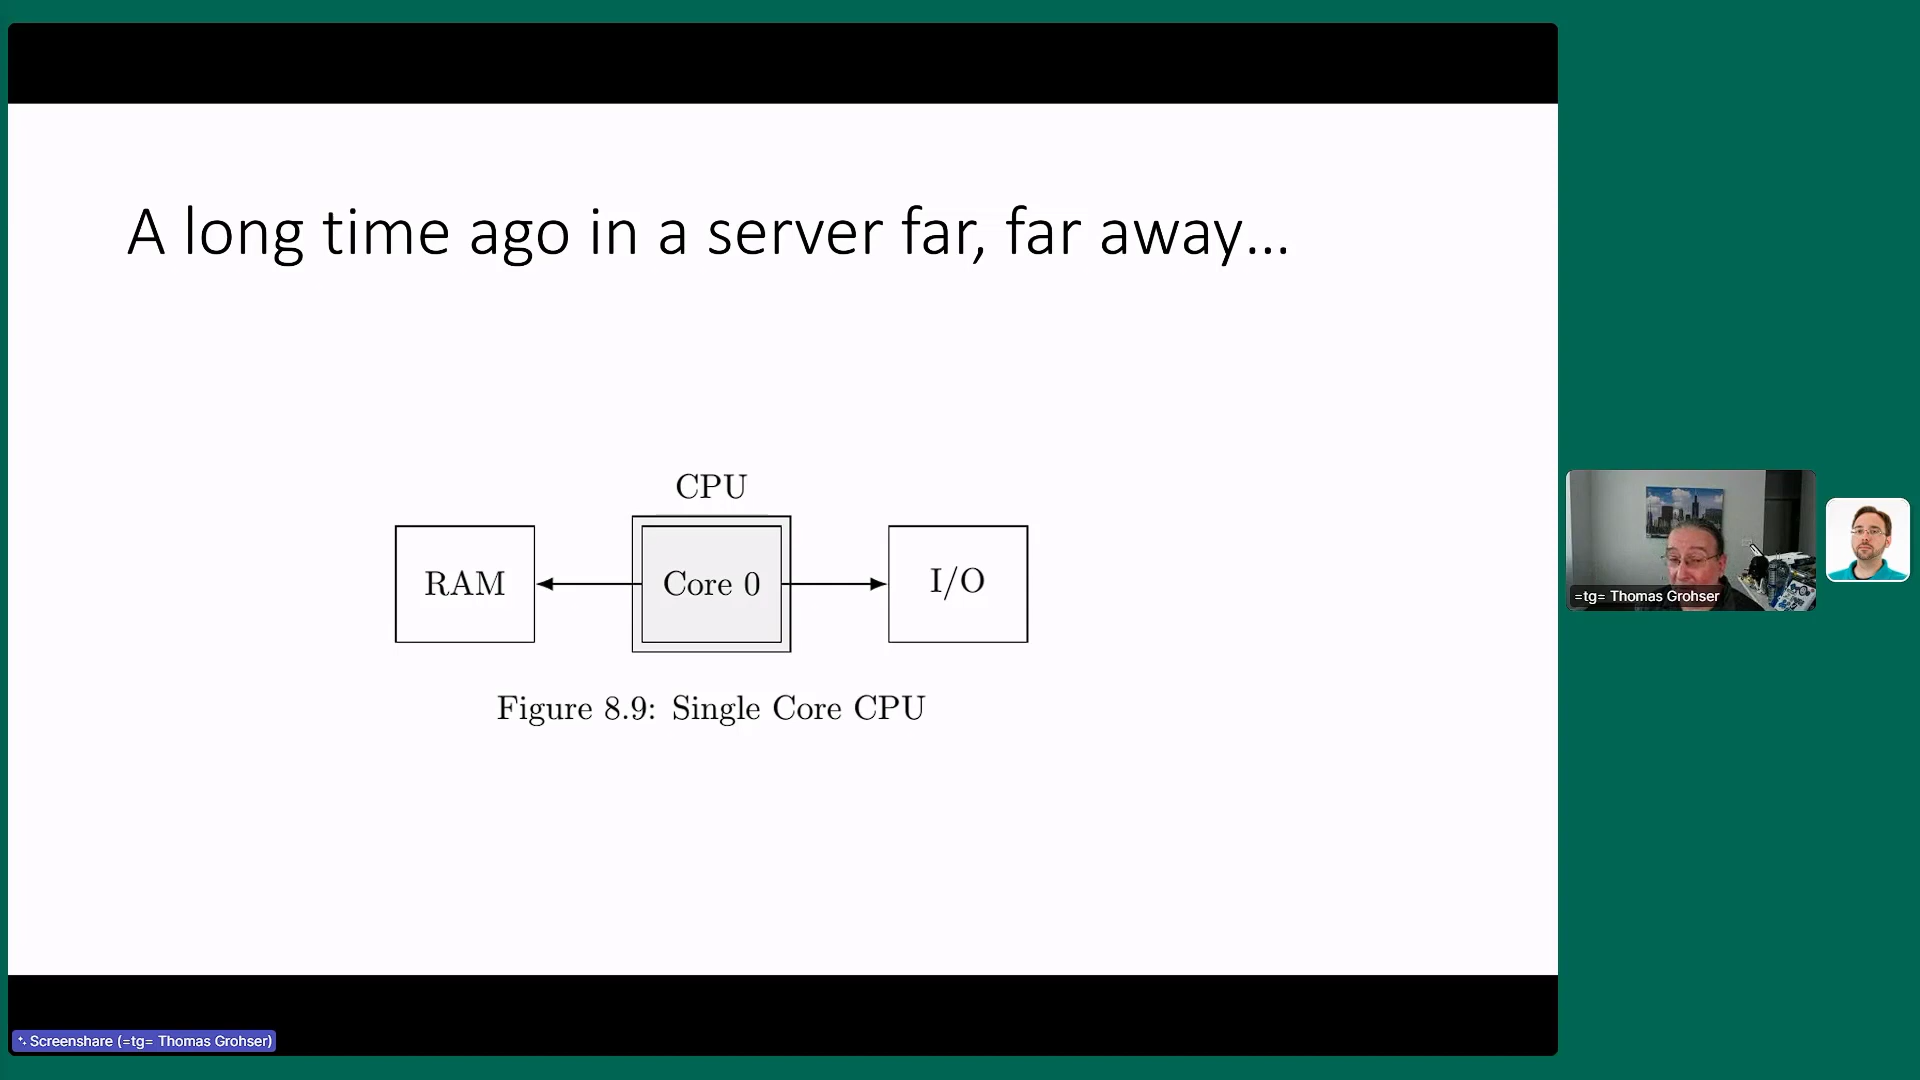 A long time ago in a server far, far away...
CPU
RAM
Core 0
I/O
Figure 8.9: Single Core CPU
=tg= Thomas Grohser
Screenshare (=tg= Thomas Grohser)